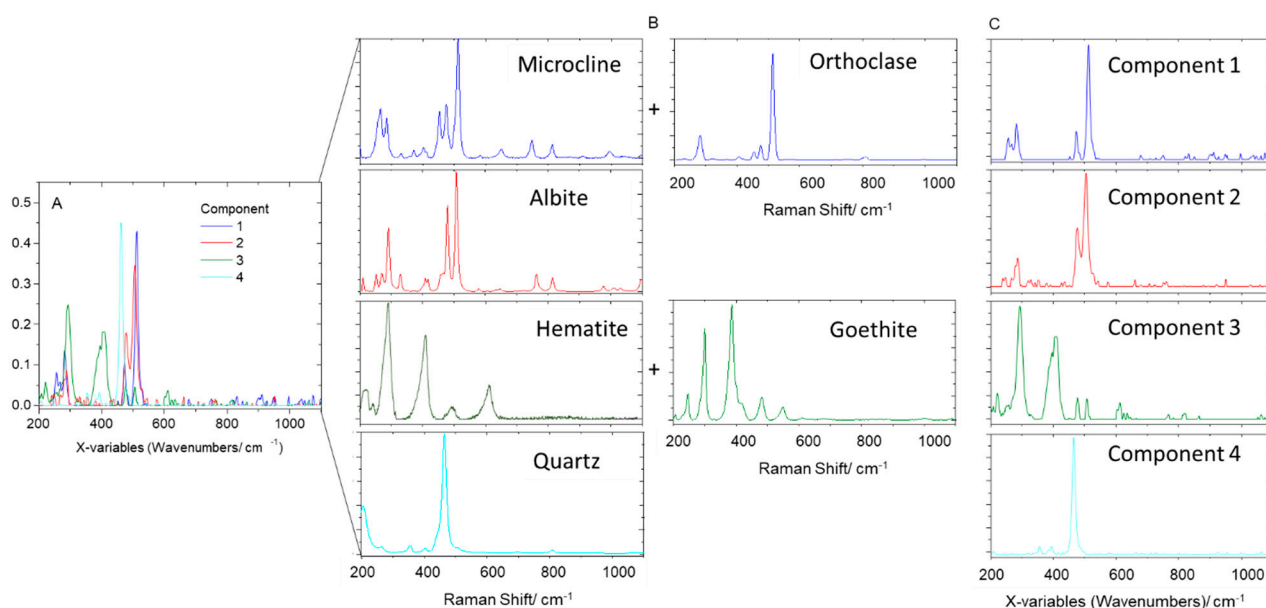 B
C
Microcline
+
Orthoclase
Component 1
200 400 600 800 1000
Raman Shift/ cm -1
A
Component
1
2
3
4
0.5
0.4
0.3
0.2
0.1
0.0
200 400 600 800 1000
X-variables (Wavenumbers/ cm -1)
Albite
Component 2
Hematite
+
Goethite
Component 3
200 400 600 800 1000
Raman Shift/ cm-1
Quartz
Component 4
200 400 600 800 1000
Raman Shift/ cm-1
200 400 600 800 1000
X-variables (Wavenumbers)/ cm-1)